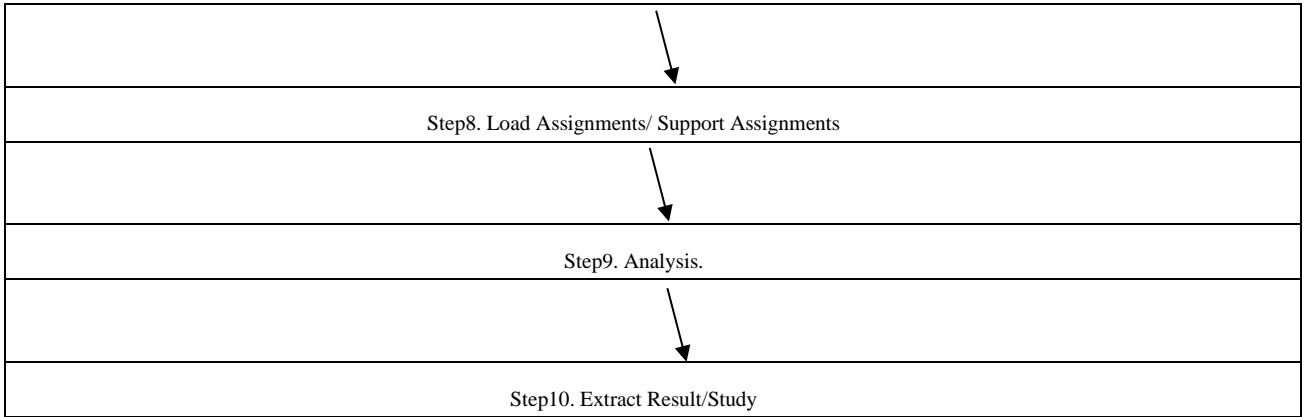 Step8. Load Assignments/ Support Assignments
Step9. Analysis.
Step10. Extract Result/Study